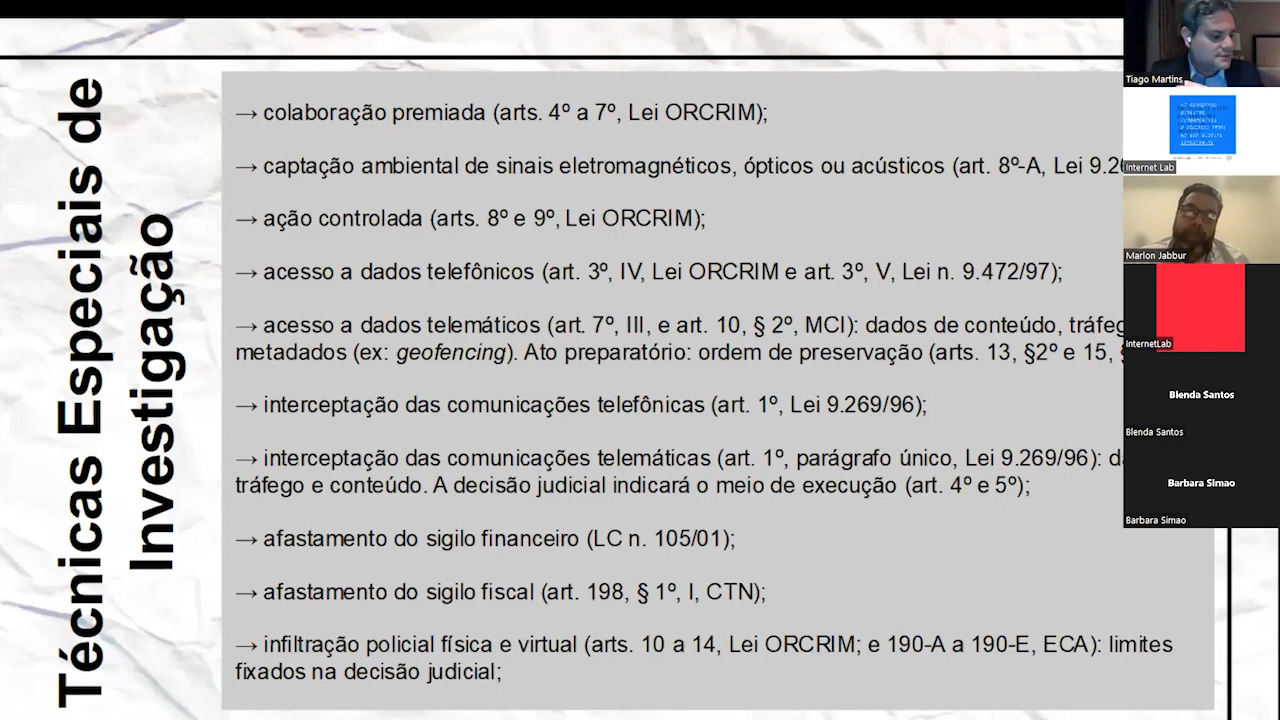 Técnicas Especiais de
Investigação
→ colaboração premiada (arts. 4º a 7º, Lei ORCRIM);
→ captação ambiental de sinais eletromagnéticos, ópticos ou acústicos (art. 8º-A, Lei 9.2
→ ação controlada (arts. 8º e 9º, Lei ORCRIM);
→ acesso a dados telefônicos (art. 3º, IV, Lei ORCRIM e art. 3º, V, Lei n. 9.472/97);
→ acesso a dados telemáticos (art. 7º, III, e art. 10, § 2º, MCI): dados de conteúdo,
metadados (ex: geofencing). Ato preparatório: ordem de preservação (arts. 13, §2º e 15,
→ interceptação das comunicações telefônicas (art. 1º, Lei 9.269/96);
→ interceptação das comunicações telemáticas (art. 1º, parágrafo único, Lei 9.269/96):
tráfego e conteúdo. A decisão judicial indicará o meio de execução (art. 4º e 5º);
→ afastamento do sigilo financeiro (LC n. 105/01);
→ afastamento do sigilo fiscal (art. 198, § 1º, I, CTN);
→ infiltração policial física e virtual (arts. 10 a 14, Lei ORCRIM; e 190-A a 190-E, ECA): limites
fixados na decisão judicial;
Tiago Martins
Internet Lab
Marlon Jabbur
InternetLab
Blenda Santos
Blenda Santos
Barbara Simao
Barbara Simao